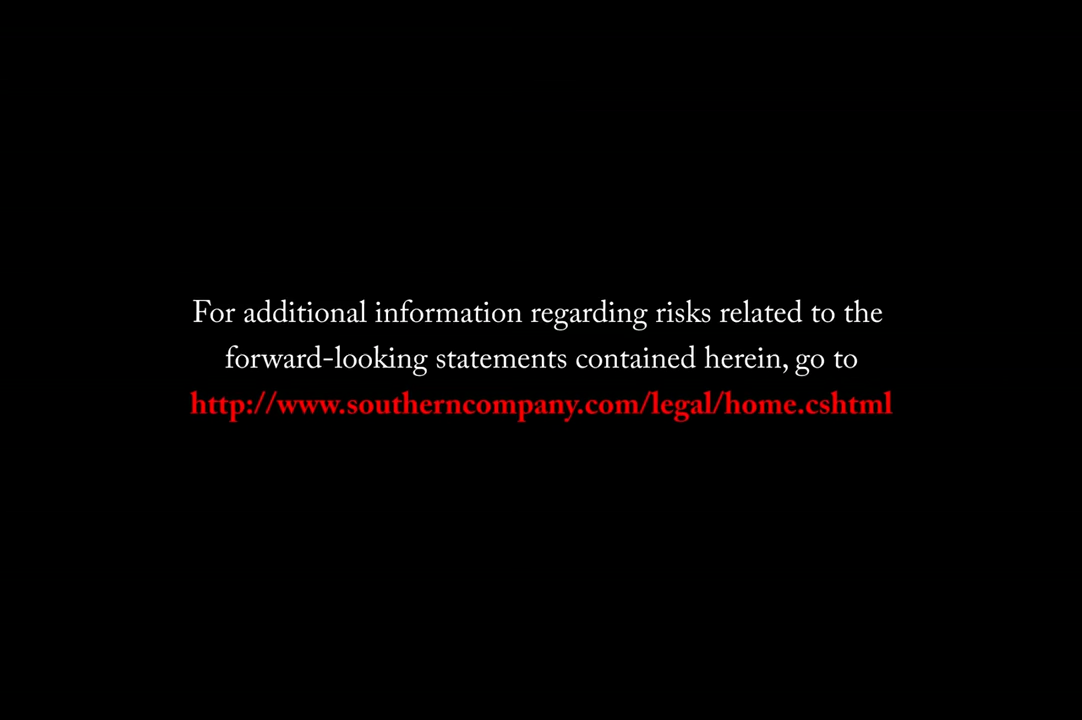 For additional information regarding risks related to the
forward-looking statements contained herein, go to
http://www.southerncompany.com/legal/home.cshtml